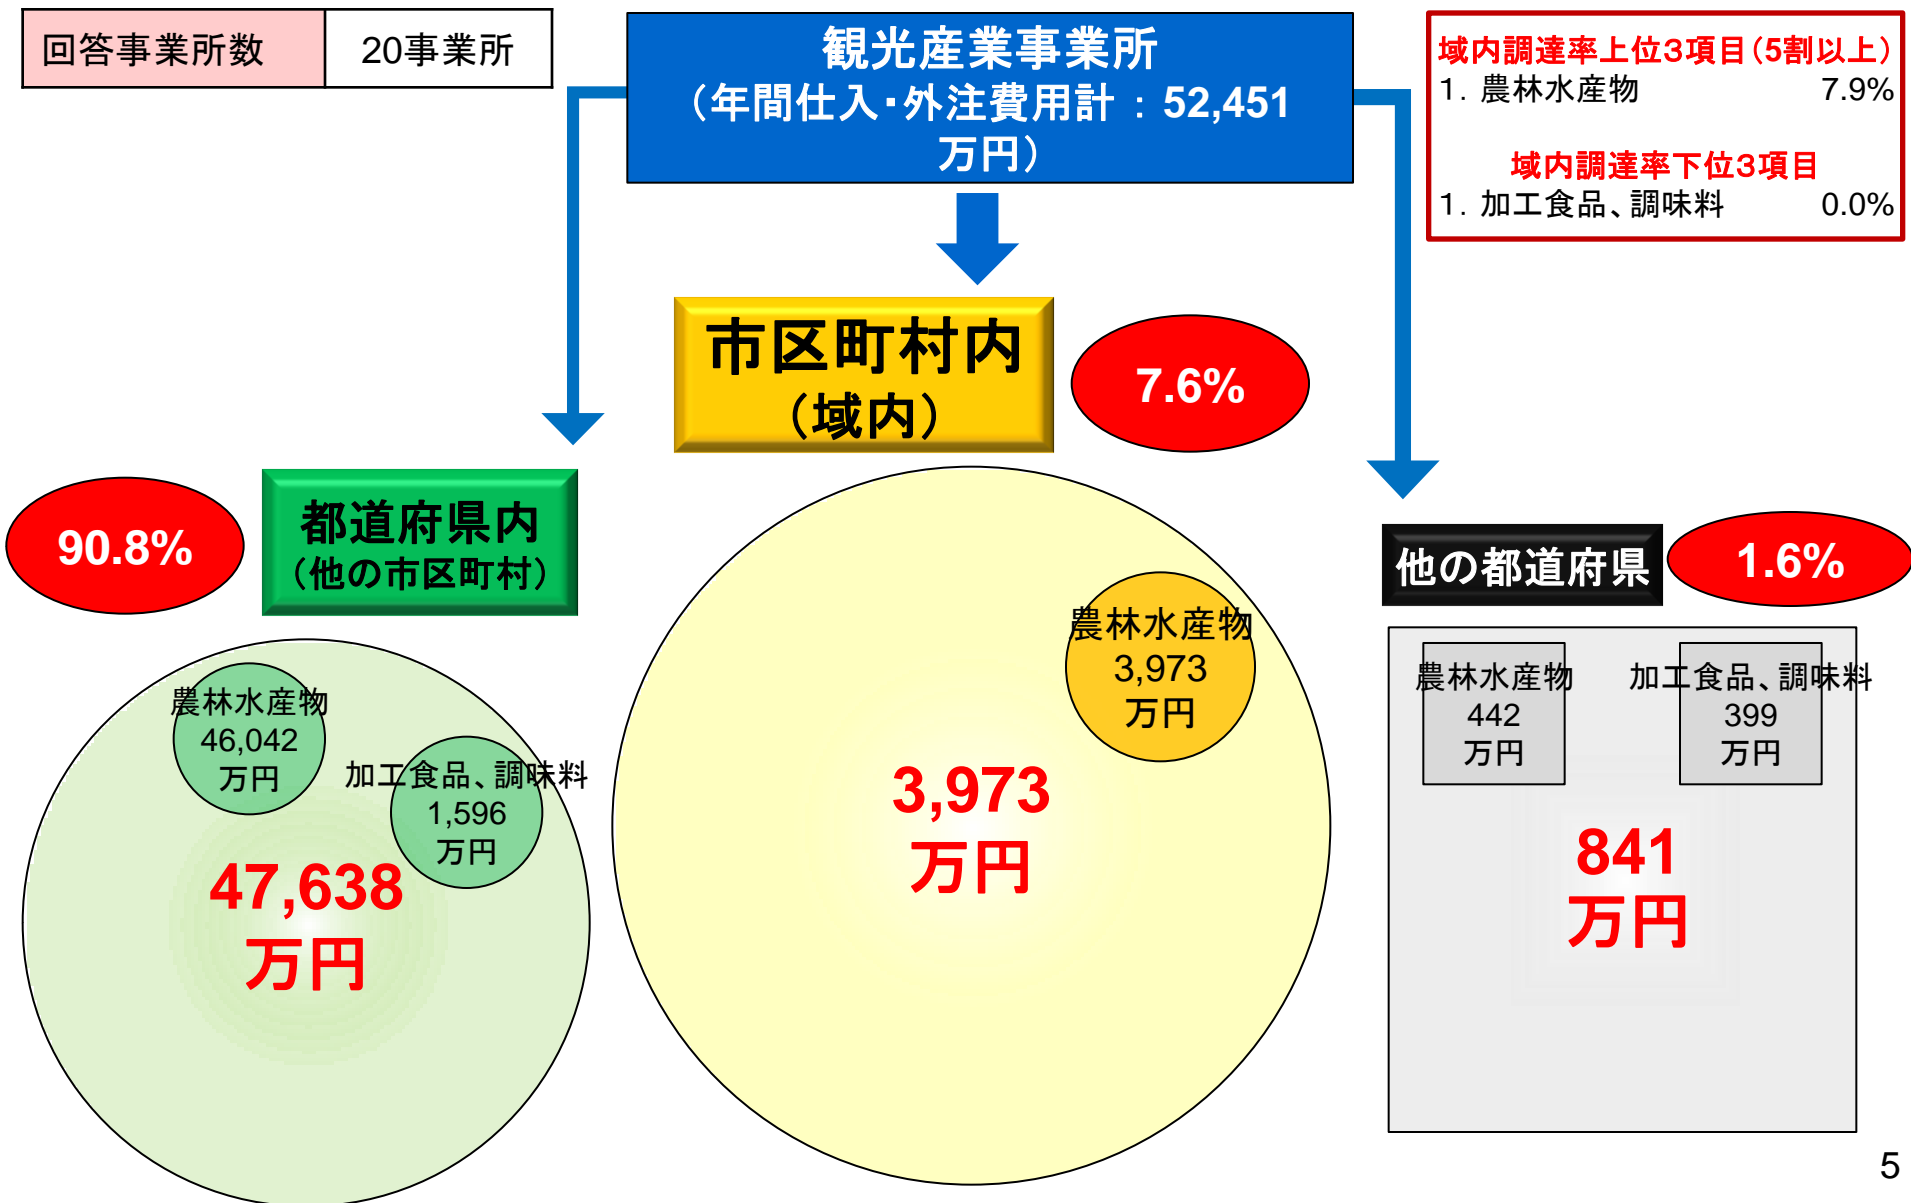 回答事業所数 20事業所
観光産業事業所
（年間仕入・外注費用計：52,451
万円）
域内調達率上位３項目（5割以上）
1．農林水産物 7.9%
域内調達率下位３項目
1．加工食品、調味料 0.0%
市区町村内
（域内）
7.6%
90.8%
都道府県内
（他の市区町村）
他の都道府県
1.6%
農林水産物
46,042
万円
加工食品、調味料
1,596
万円
47,638
万円
農林水産物
3,973
万円
3,973
万円
農林水産物
442
万円
加工食品、調味料
399
万円
841
万円
5